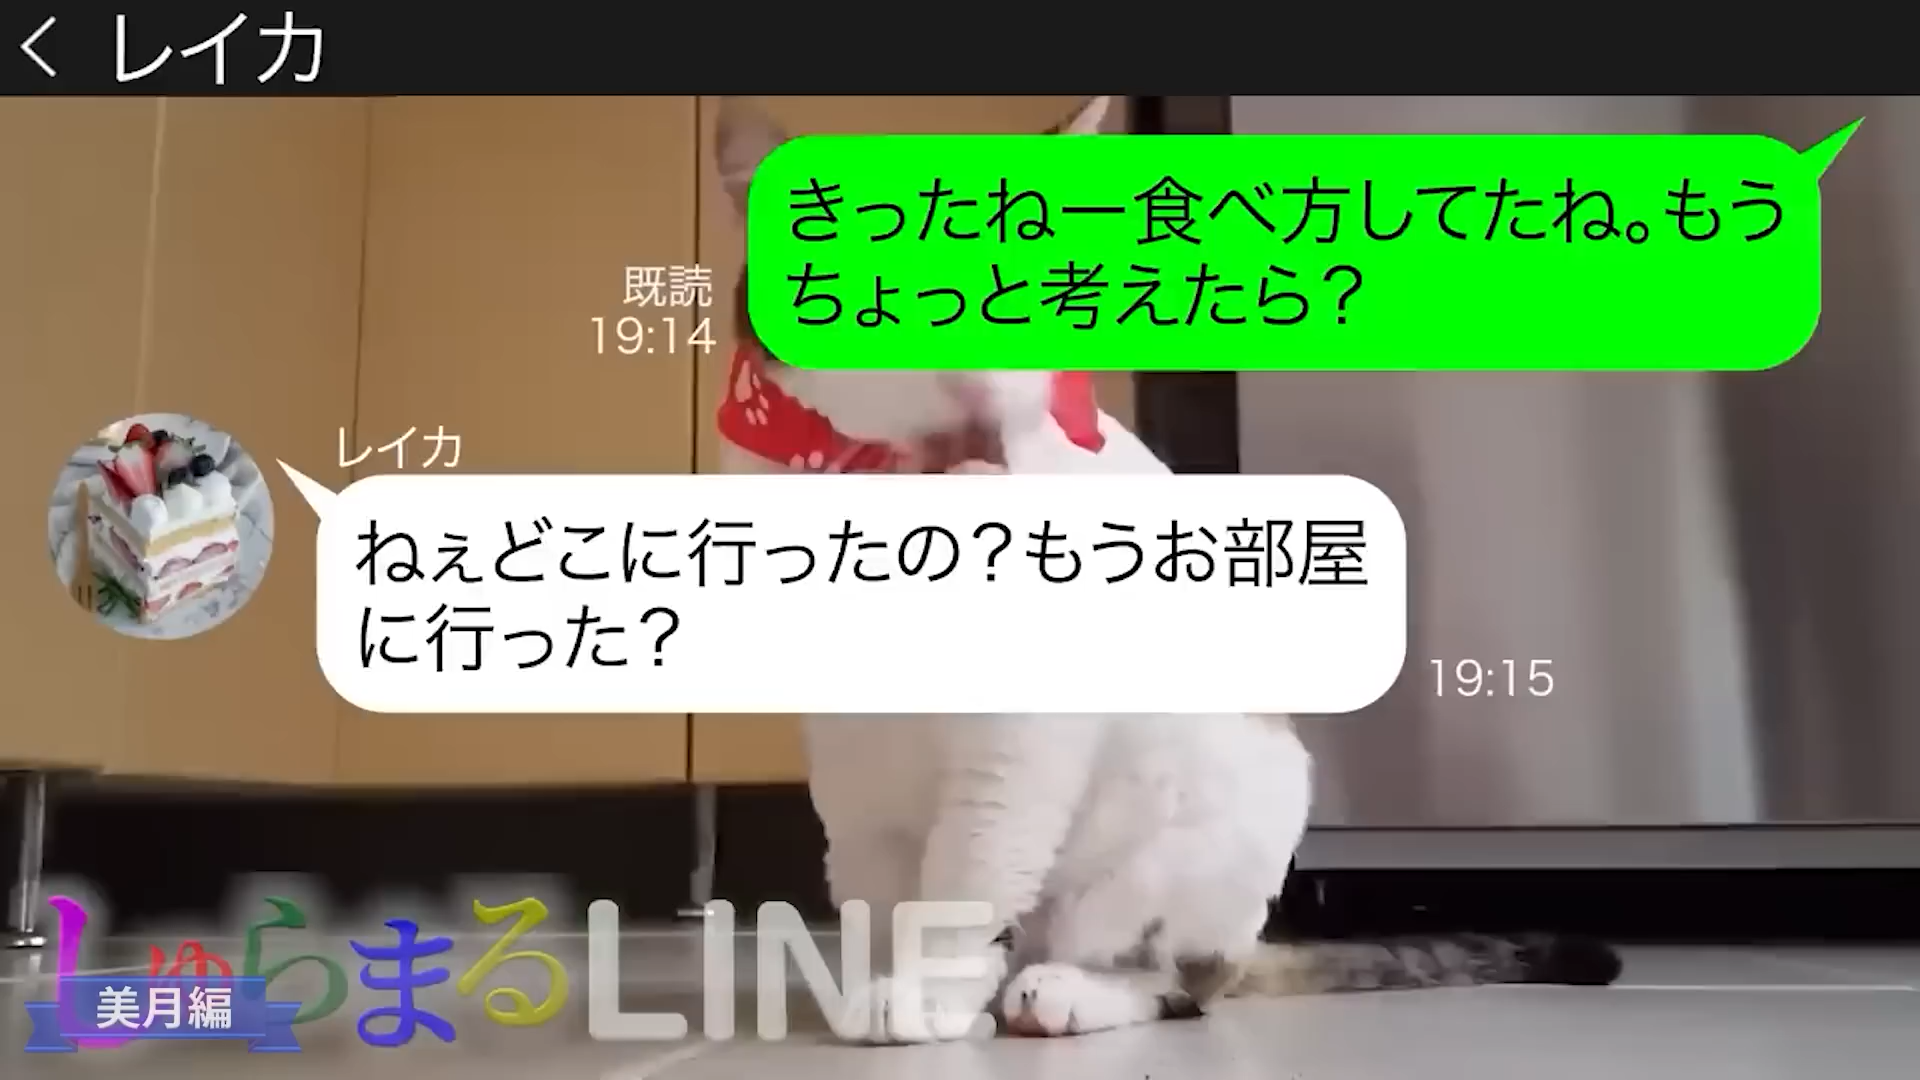 レイカ
きったねー食べ方してたね。もう
ちょっと考えたら?
既読
19:14
レイカ
ねぇどこに行ったの?もうお部屋
に行った?
19:15
しゅらまるLINE
美月編